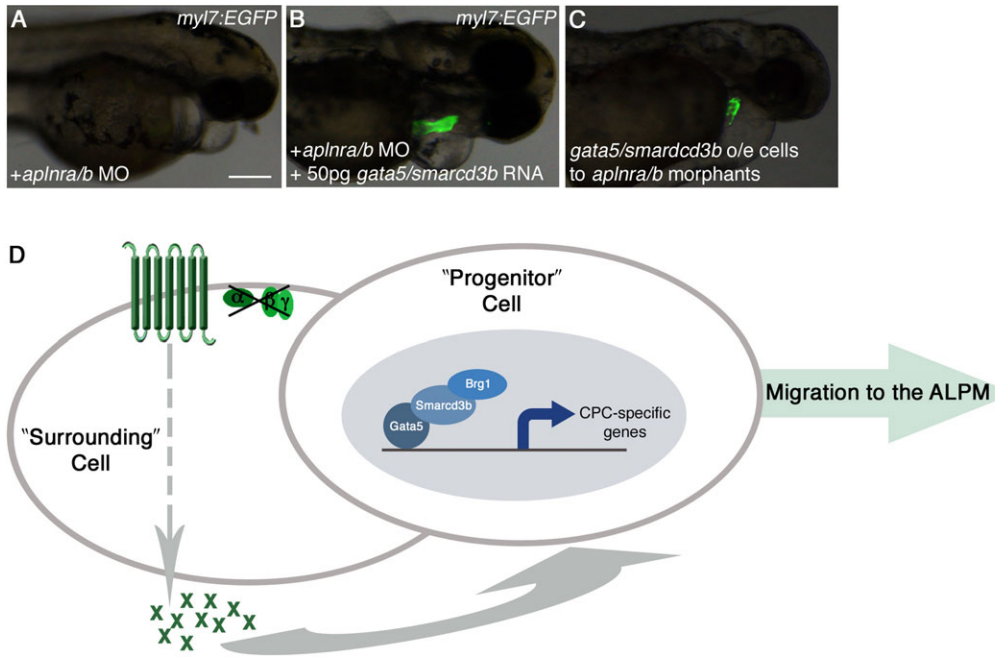 A
myl7:EGFP
+aplnra/b MO
B
myl7:EGFP
+aplnra/b MO
+ 50pg gata5/smarcd3b RNA
C
gata5/smardcd3b o/e cells
to aplnra/b morphants
D
α β γ
"Surrounding"
Cell
"Progenitor"
Cell
Brg1
Smarcd3b
Gata5
CPC-specific
genes
Migration to the ALPM
X X X X X X X X X X